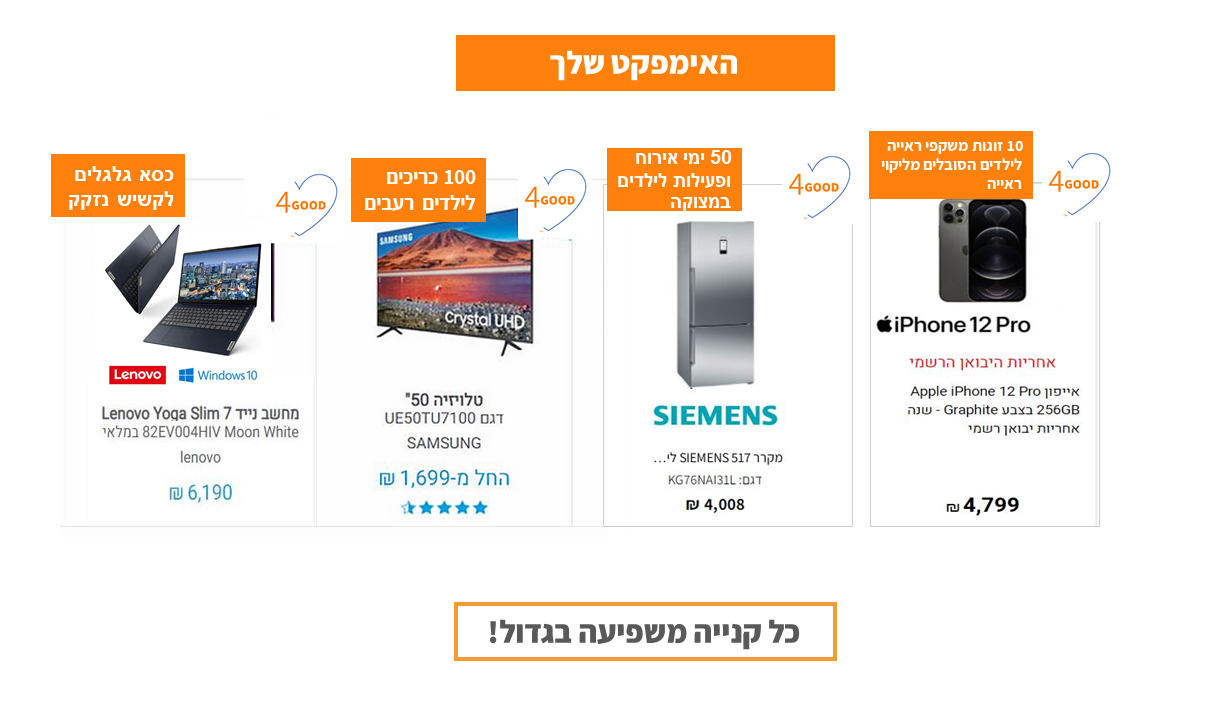 האימפקט שלך
10 זוגות משקפי ראייה
לילדים הסובלים מליקוי
ראייה
4GOOD
iPhone 12 Pro
אחריות היבואן הרשמי
אייפון Apple iPhone 12 Pro
256GB בצבע Graphite - שנה
אחריות יבואן רשמי
4,799 ₪
50 ימי אירוח
ופעילות לילדים
במצוקה
4GOOD
SIEMENS
מקרר SIEMENS 517 לי...
דגם: KG76NAI31L
4,008 ₪
100 כריכים
לילדים רעבים
4GOOD
SAMSUNG
Crystal UHD
טלויזיה 50"
דגם UE50TU7100
SAMSUNG
החל מ-1,699 ₪
כסא גלגלים
לקשיש נזקק
4GOOD
Lenovo Windows 10
מחשב נייד Lenovo Yoga Slim 7
82EV004HIV Moon White במלאי
lenovo
6,190 ₪
כל קנייה משפיעה בגדול!